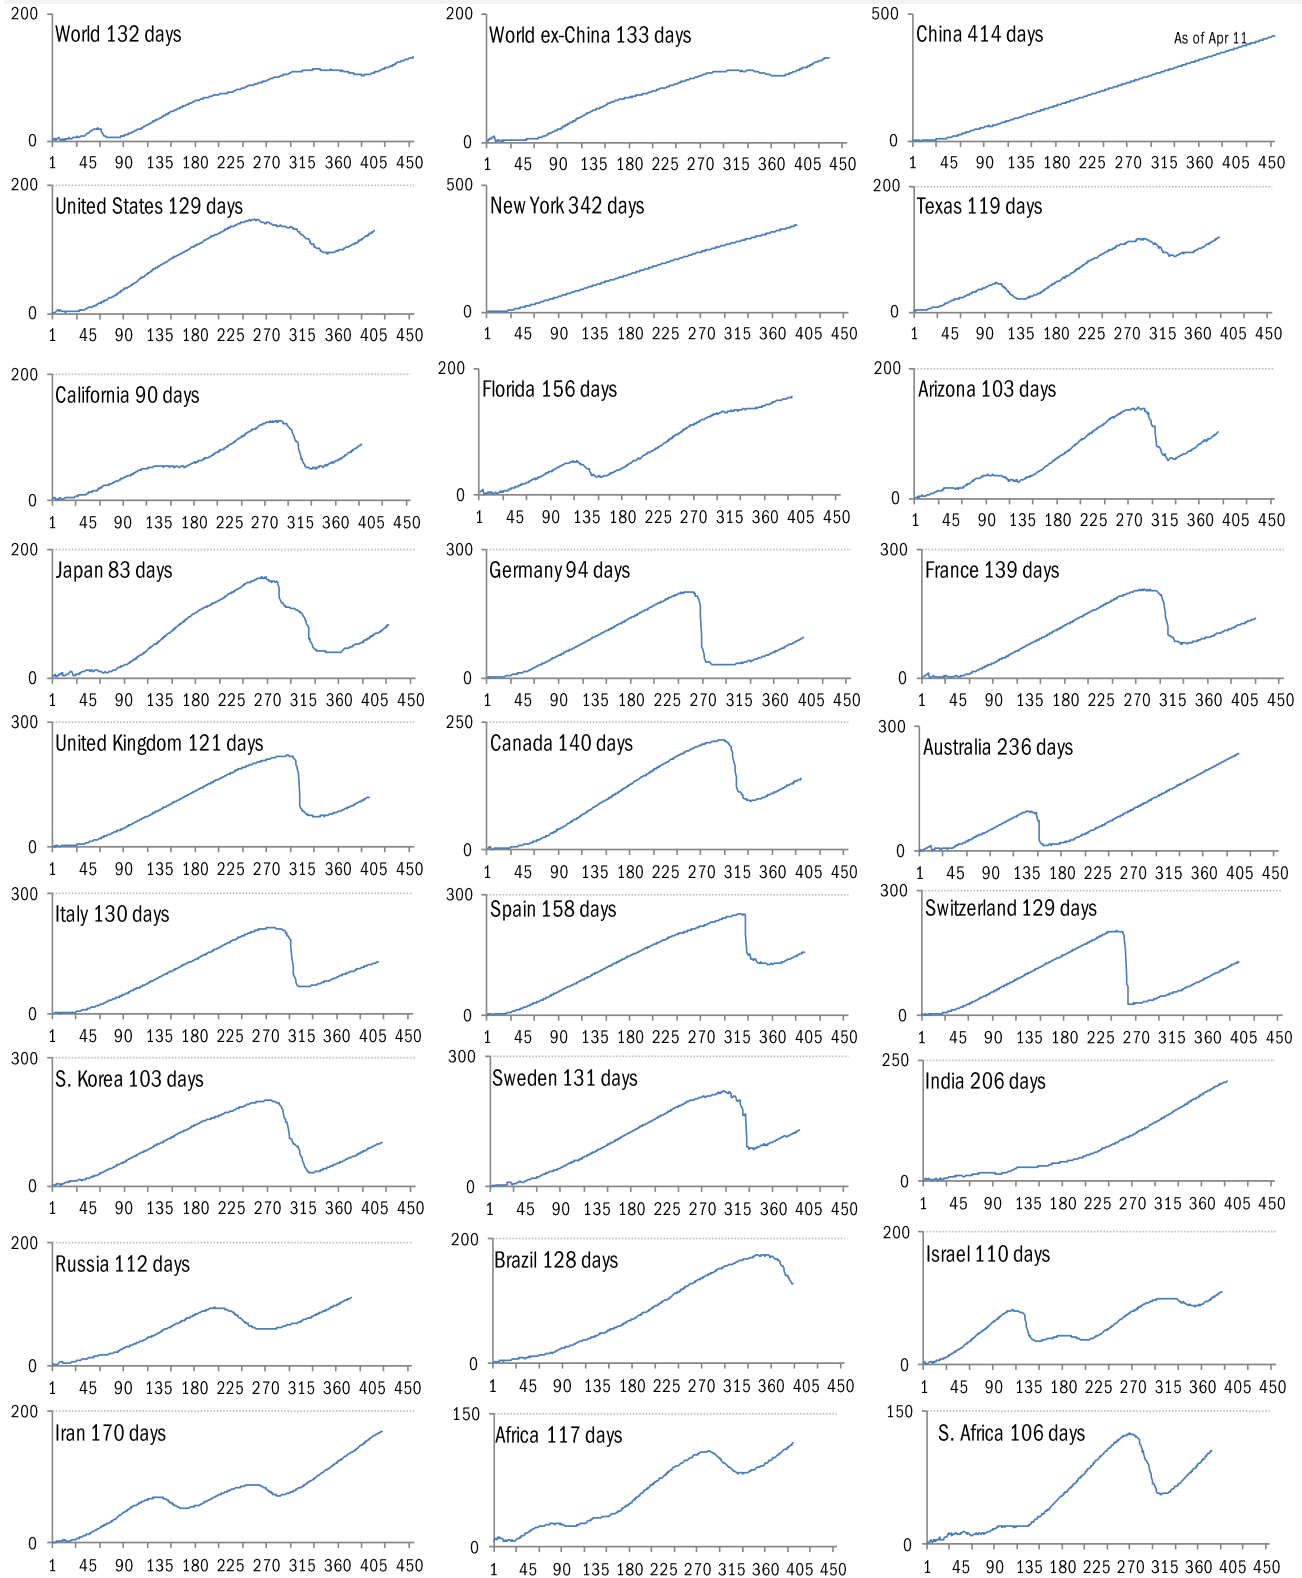 200
World 132 days
0
1 45 90 135 180 225 270 315 360 405 450
200
World ex-China 133 days
0
1 45 90 135 180 225 270 315 360 405 450
500
China 414 days
As of Apr 11
0
1 45 90 135 180 225 270 315 360 405 450
200
United States 129 days
0
1 45 90 135 180 225 270 315 360 405 450
500
New York 342 days
0
1 45 90 135 180 225 270 315 360 405 450
200
Texas 119 days
0
1 45 90 135 180 225 270 315 360 405 450
200
California 90 days
0
1 45 90 135 180 225 270 315 360 405 450
200
Florida 156 days
0
1 45 90 135 180 225 270 315 360 405 450
200
Arizona 103 days
0
1 45 90 135 180 225 270 315 360 405 450
200
Japan 83 days
0
1 45 90 135 180 225 270 315 360 405 450
300
Germany 94 days
0
1 45 90 135 180 225 270 315 360 405 450
300
France 139 days
0
1 45 90 135 180 225 270 315 360 405 450
300
United Kingdom 121 days
0
1 45 90 135 180 225 270 315 360 405 450
250
Canada 140 days
0
1 45 90 135 180 225 270 315 360 405 450
300
Australia 236 days
0
1 45 90 135 180 225 270 315 360 405 450
300
Italy 130 days
0
1 45 90 135 180 225 270 315 360 405 450
300
Spain 158 days
0
1 45 90 135 180 225 270 315 360 405 450
300
Switzerland 129 days
0
1 45 90 135 180 225 270 315 360 405 450
300
S. Korea 103 days
0
1 45 90 135 180 225 270 315 360 405 450
300
Sweden 131 days
0
1 45 90 135 180 225 270 315 360 405 450
250
India 206 days
0
1 45 90 135 180 225 270 315 360 405 450
200
Russia 112 days
0
1 45 90 135 180 225 270 315 360 405 450
200
Brazil 128 days
0
1 45 90 135 180 225 270 315 360 405 450
200
Israel 110 days
0
1 45 90 135 180 225 270 315 360 405 450
200
Iran 170 days
0
1 45 90 135 180 225 270 315 360 405 450
150
Africa 117 days
0
1 45 90 135 180 225 270 315 360 405 450
150
S. Africa 106 days
0
1 45 90 135 180 225 270 315 360 405 450